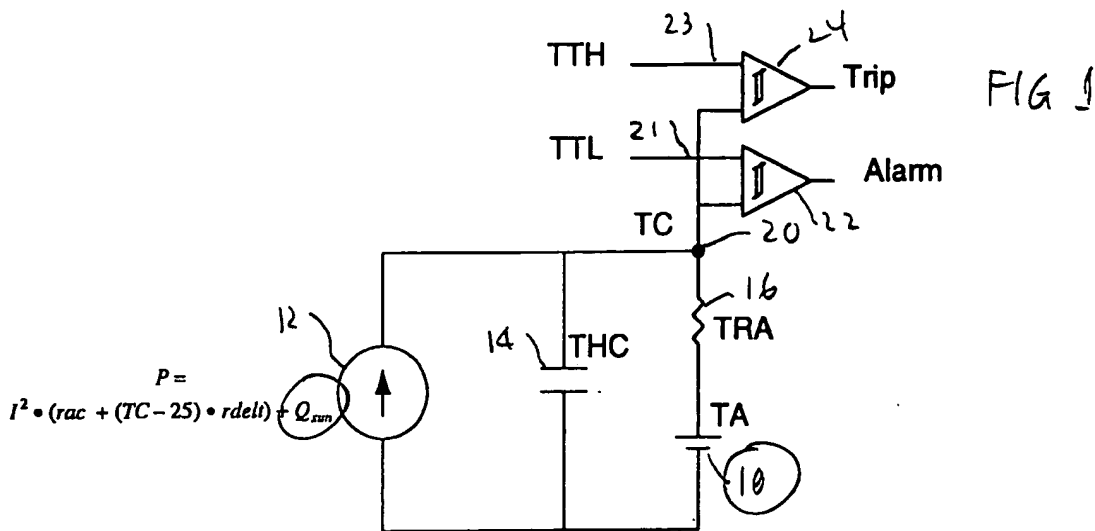 23
24
TTH
Trip
FIG 1
21
TTL
Alarm
22
TC
20
16
12
14
THC
TRA
P =
I² • (rac + (TC – 25) • rdelt) + Qsun
TA
10